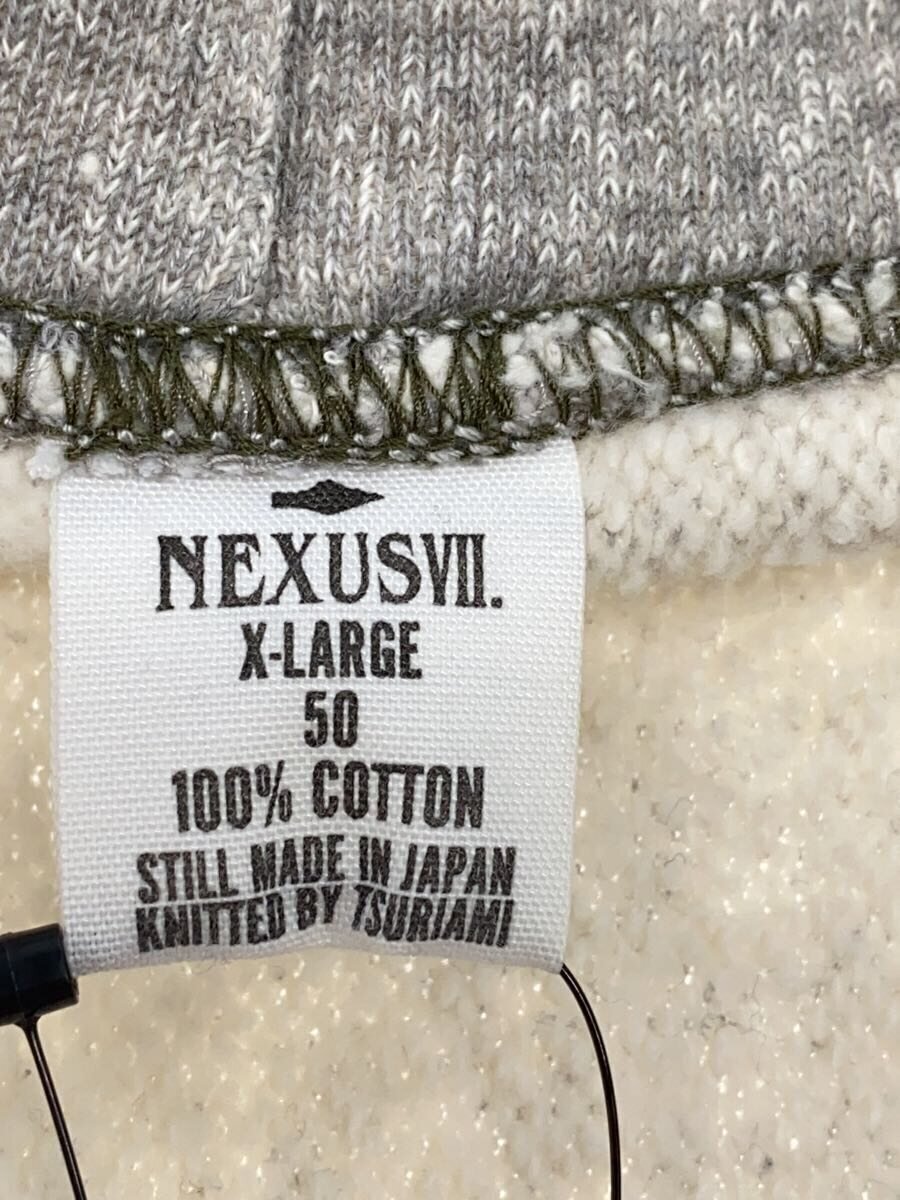 NEXUSVII.
X-LARGE
50
100% COTTON
STILL MADE IN JAPAN
KNITTED BY TSURIAMI